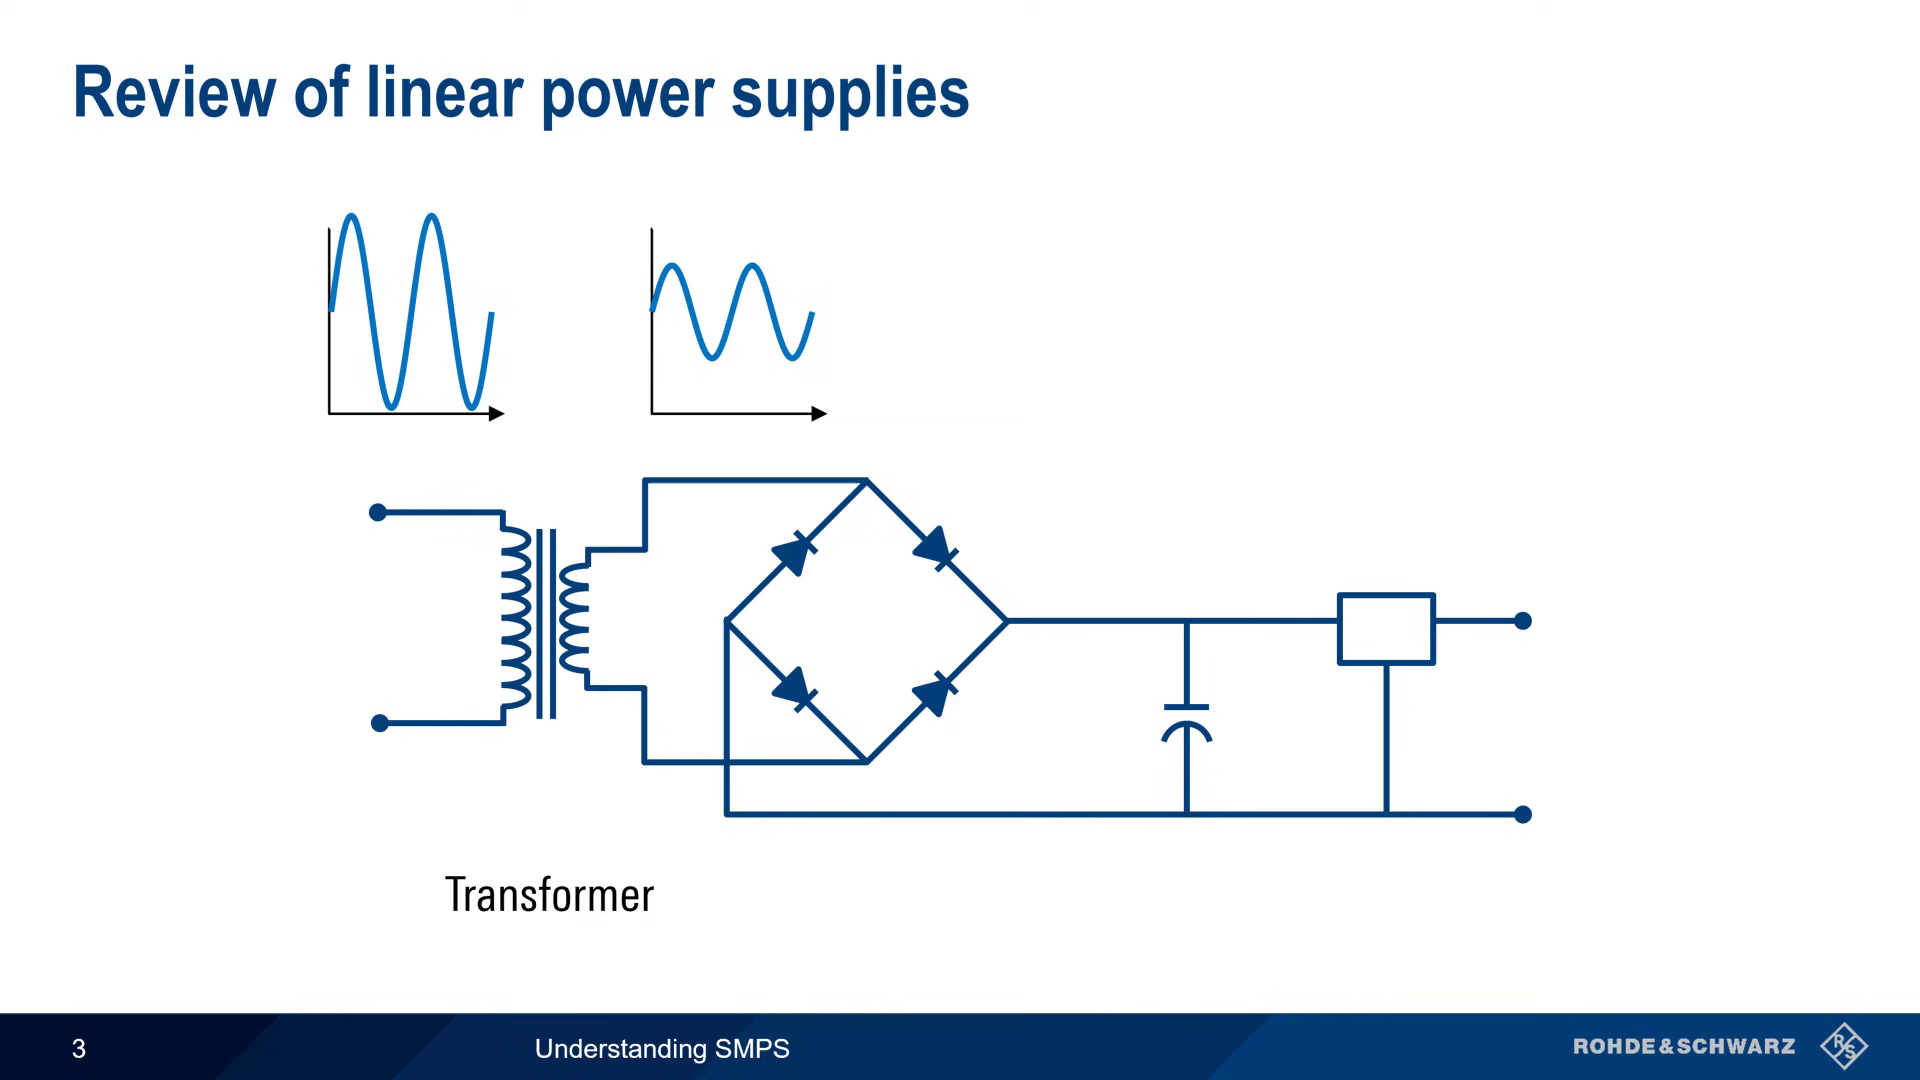 Review of linear power supplies
Transformer
3
Understanding SMPS
ROHDE&SCHWARZ
R&S